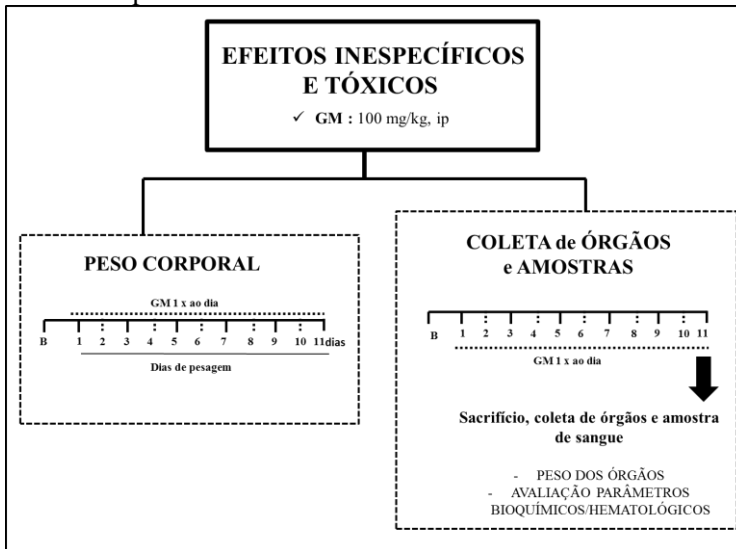 EFEITOS INESPECÍFICOS
E TÓXICOS
✓ GM : 100 mg/kg, ip
PESO CORPORAL
GM 1 x ao dia
B 1 2 3 4 5 6 7 8 9 10 11dias
Dias de pesagem
COLETA de ÓRGÃOS
e AMOSTRAS
B 1 2 3 4 5 6 7 8 9 10 11
GM 1 x ao dia
Sacrifício, coleta de órgãos e amostra
de sangue
- PESO DOS ÓRGÃOS
- AVALIAÇÃO PARÂMETROS
BIOQUÍMICOS/HEMATOLÓGICOS